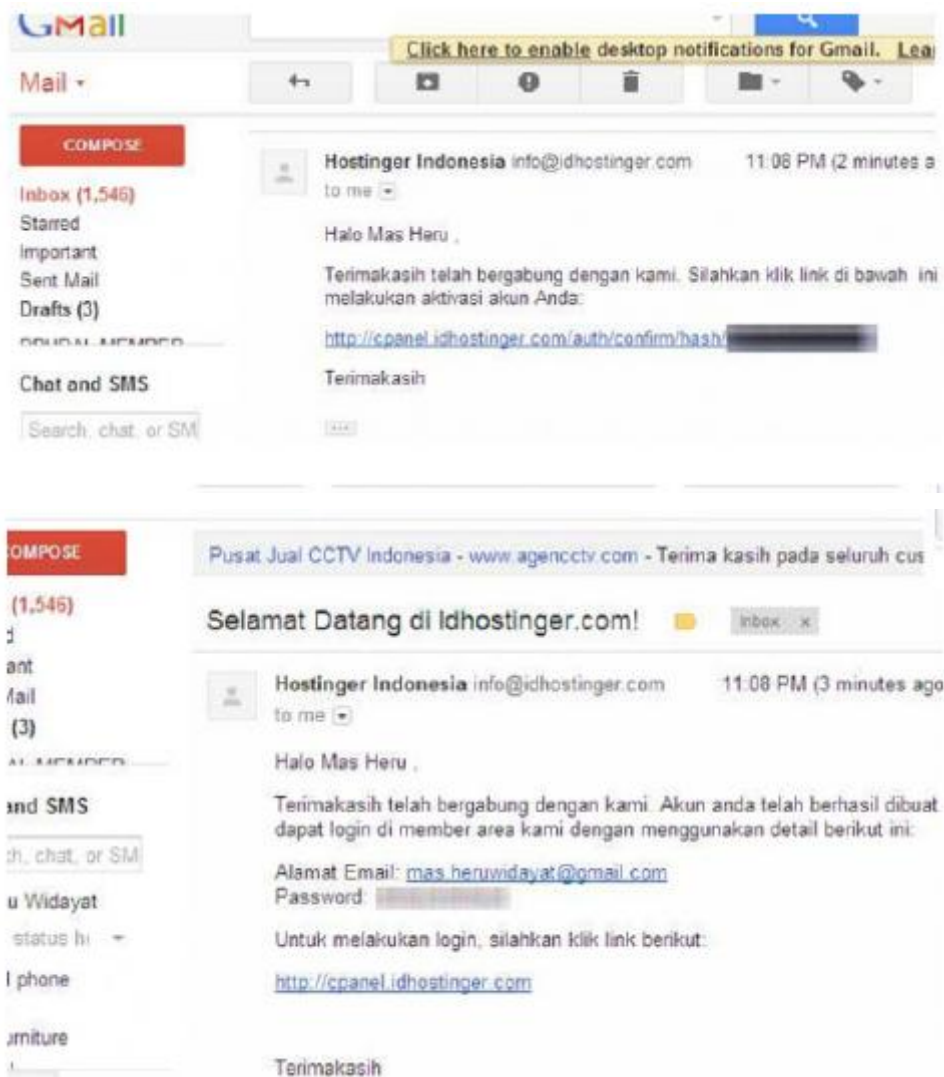 GMail
Click here to enable desktop notifications for Gmail. Lea
Mail
COMPOSE
Hostinger Indonesia info@idhostinger.com 11:08 PM (2 minutes a
to me
Inbox (1,546)
Starred
Important
Sent Mail
Drafts (3)
Halo Mas Heru ,
Terimakasih telah bergabung dengan kami. Silahkan klik link di bawah ini
melakukan aktivasi akun Anda:
http://cpanel.idhostinger.com/auth/confirm/hash/
Terimakasih
Chat and SMS
Search, chat, or SM
COMPOSE
Pusat Jual CCTV Indonesia - www.agencctv.com - Terima kasih pada seluruh cus
(1,546)
d
ant
Mail
(3)
Selamat Datang di Idhostinger.com! Inbox x
Hostinger Indonesia info@idhostinger.com 11:08 PM (3 minutes ago
to me
Halo Mas Heru ,
Terimakasih telah bergabung dengan kami. Akun anda telah berhasil dibuat
dapat login di member area kami dengan menggunakan detail berikut ini:
Alamat Email: mas.heruwidayat@gmail.com
Password:
Untuk melakukan login, silahkan klik link berikut:
http://cpanel.idhostinger.com
Terimakasih
and SMS
ch, chat, or SM
u Widayat
status h
l phone
urniture